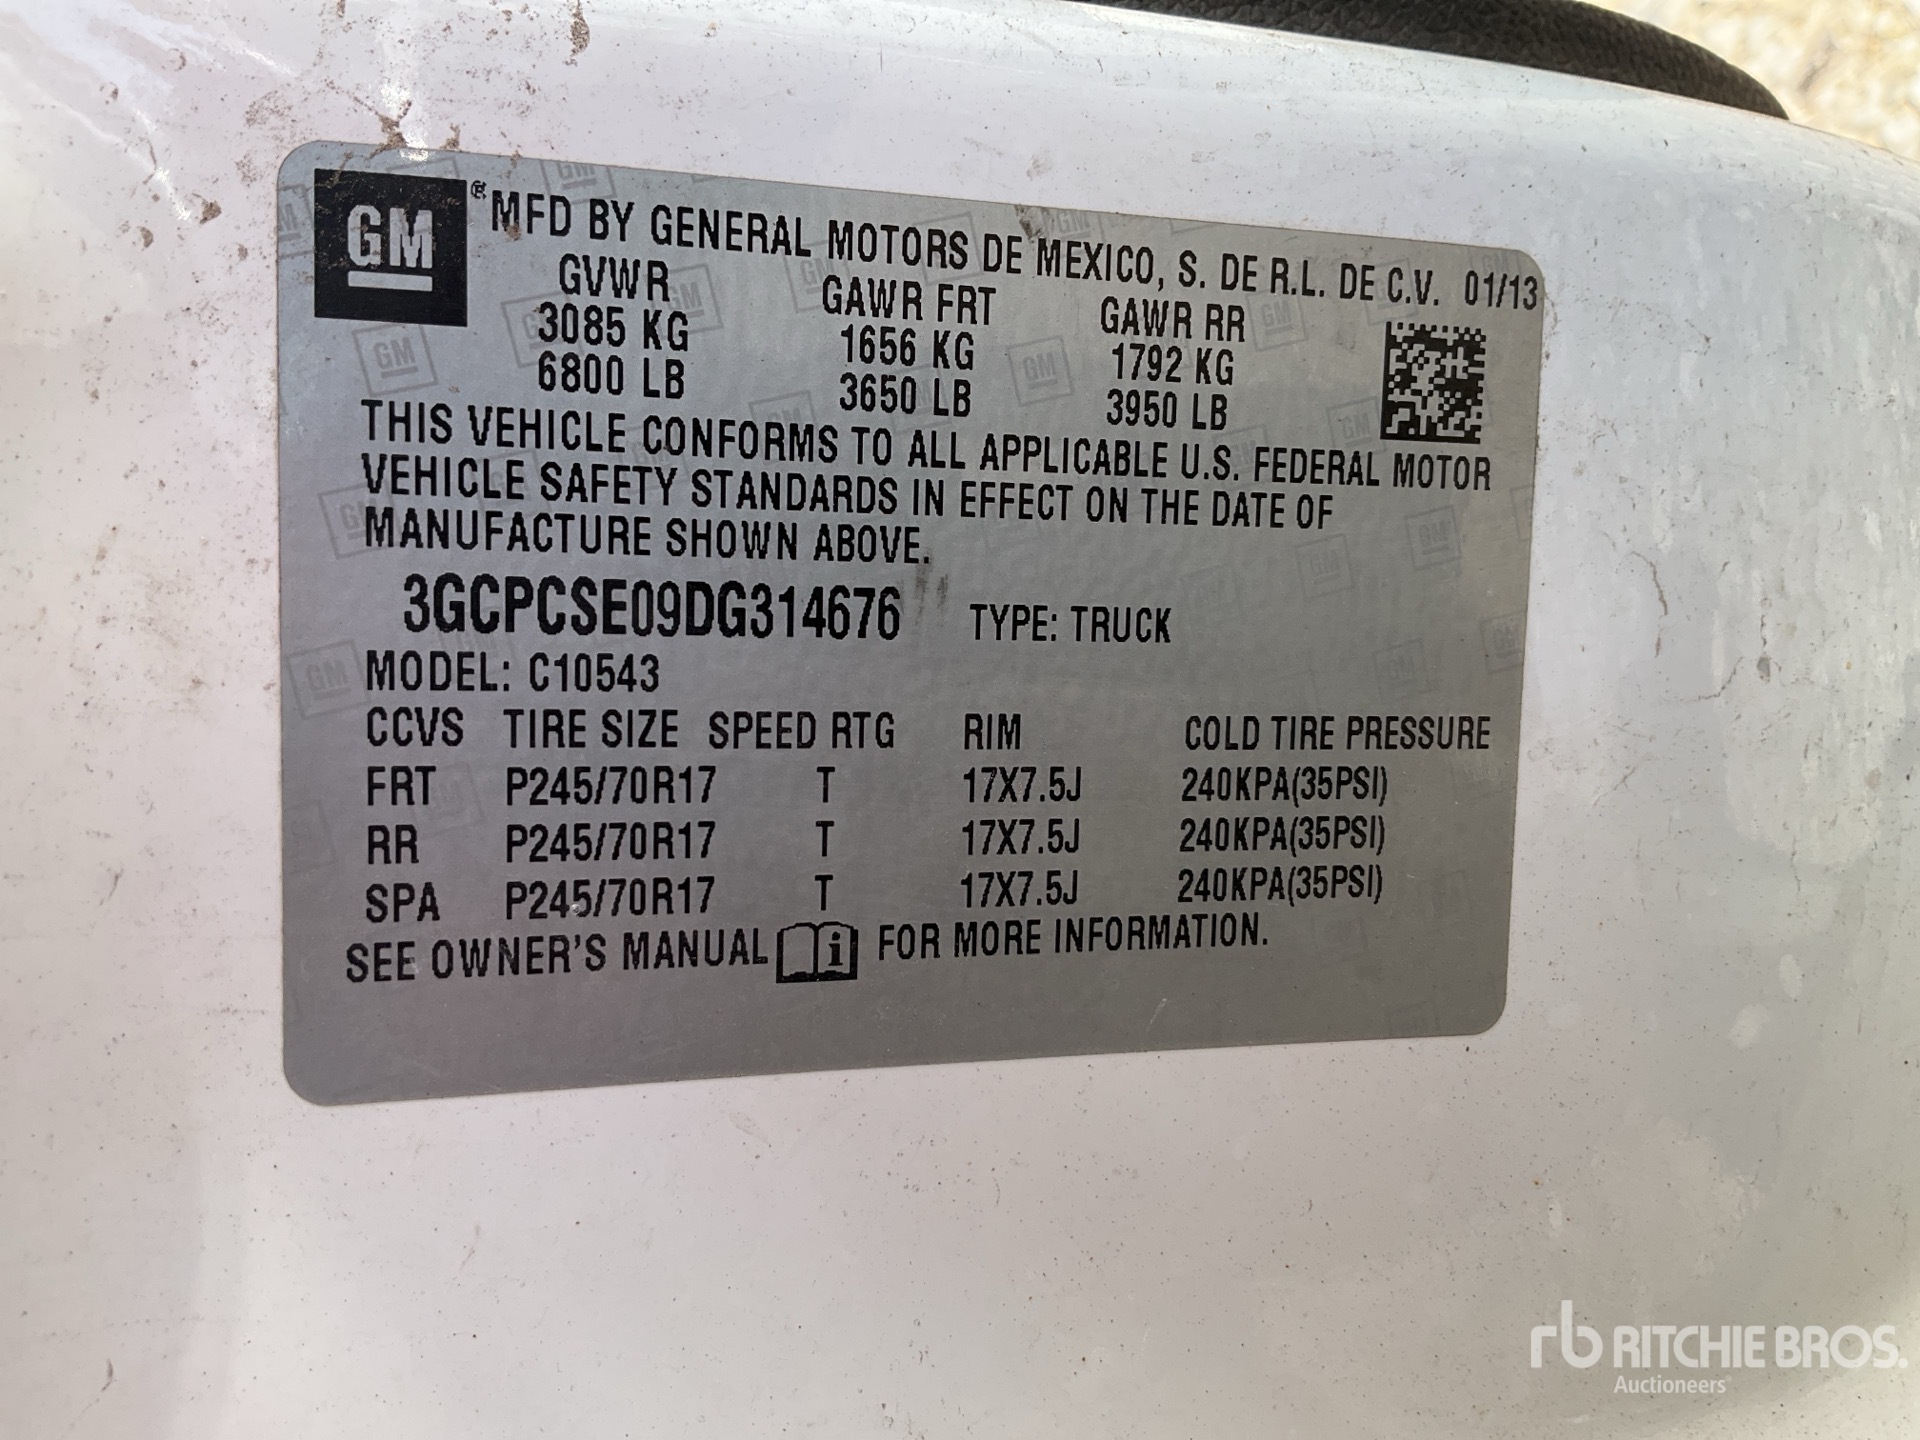 GM ® MFD BY GENERAL MOTORS DE MEXICO, S. DE R.L. DE C.V. 01/13
GVWR GAWR FRT GAWR RR
3085 KG 1656 KG 1792 KG
6800 LB 3650 LB 3950 LB
THIS VEHICLE CONFORMS TO ALL APPLICABLE U.S. FEDERAL MOTOR
VEHICLE SAFETY STANDARDS IN EFFECT ON THE DATE OF
MANUFACTURE SHOWN ABOVE.
3GCPCSE09DG314676 TYPE: TRUCK
MODEL: C10543
CCVS TIRE SIZE SPEED RTG RIM COLD TIRE PRESSURE
FRT P245/70R17 T 17X7.5J 240KPA(35PSI)
RR P245/70R17 T 17X7.5J 240KPA(35PSI)
SPA P245/70R17 T 17X7.5J 240KPA(35PSI)
SEE OWNER'S MANUAL i FOR MORE INFORMATION.
rb RITCHIE BROS.
Auctioneers